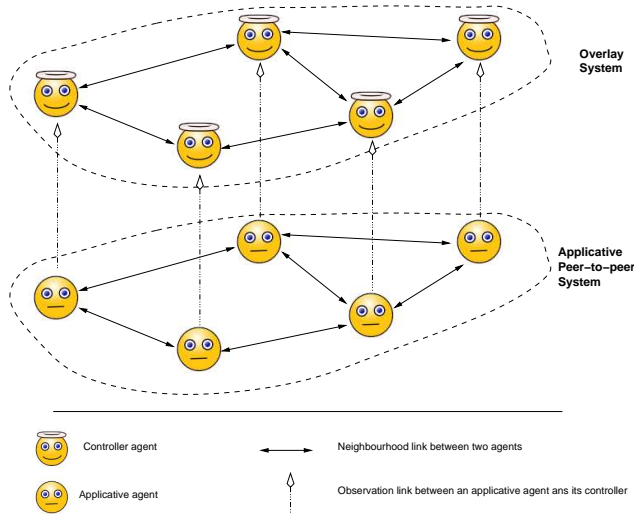 Overlay
System
Applicative
Peer-to-peer
System
Controller agent
Neighbourhood link between two agents
Applicative agent
Observation link between an applicative agent ans its controller